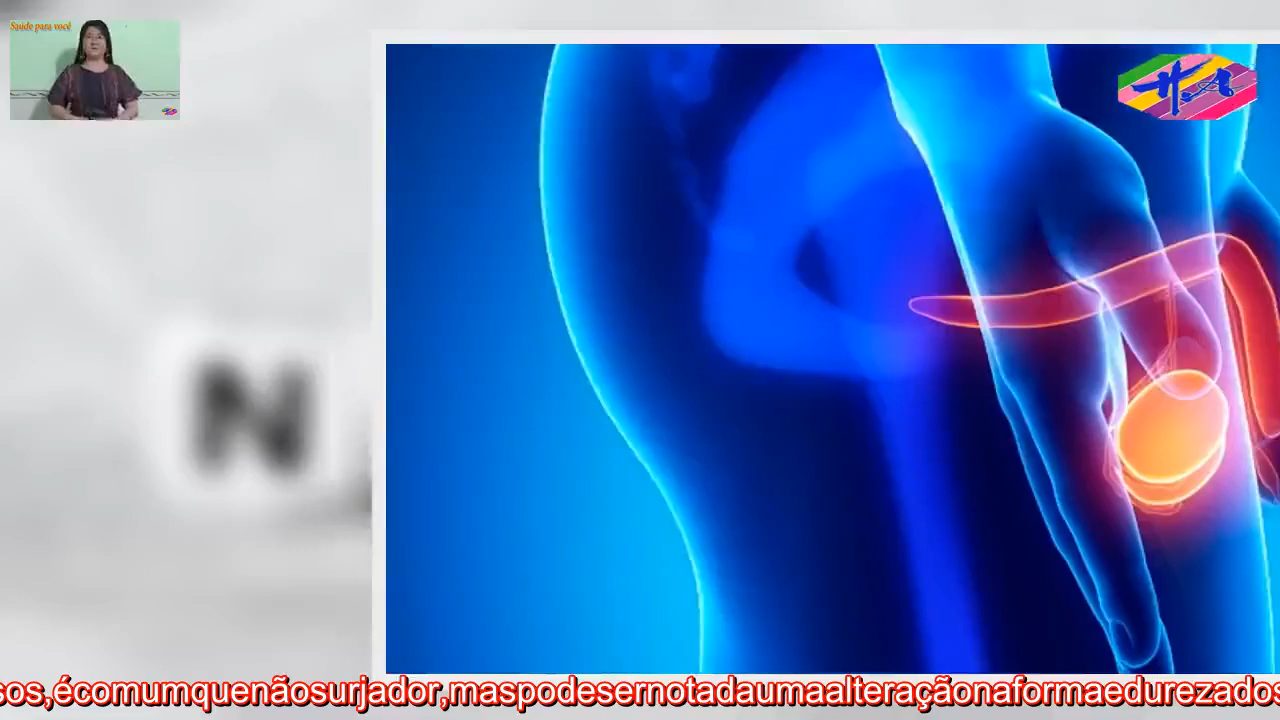 Saúde para você
N
sos,écomumquenãosurjador,maspodesernotadaumaalteraçãonaformaedurezados